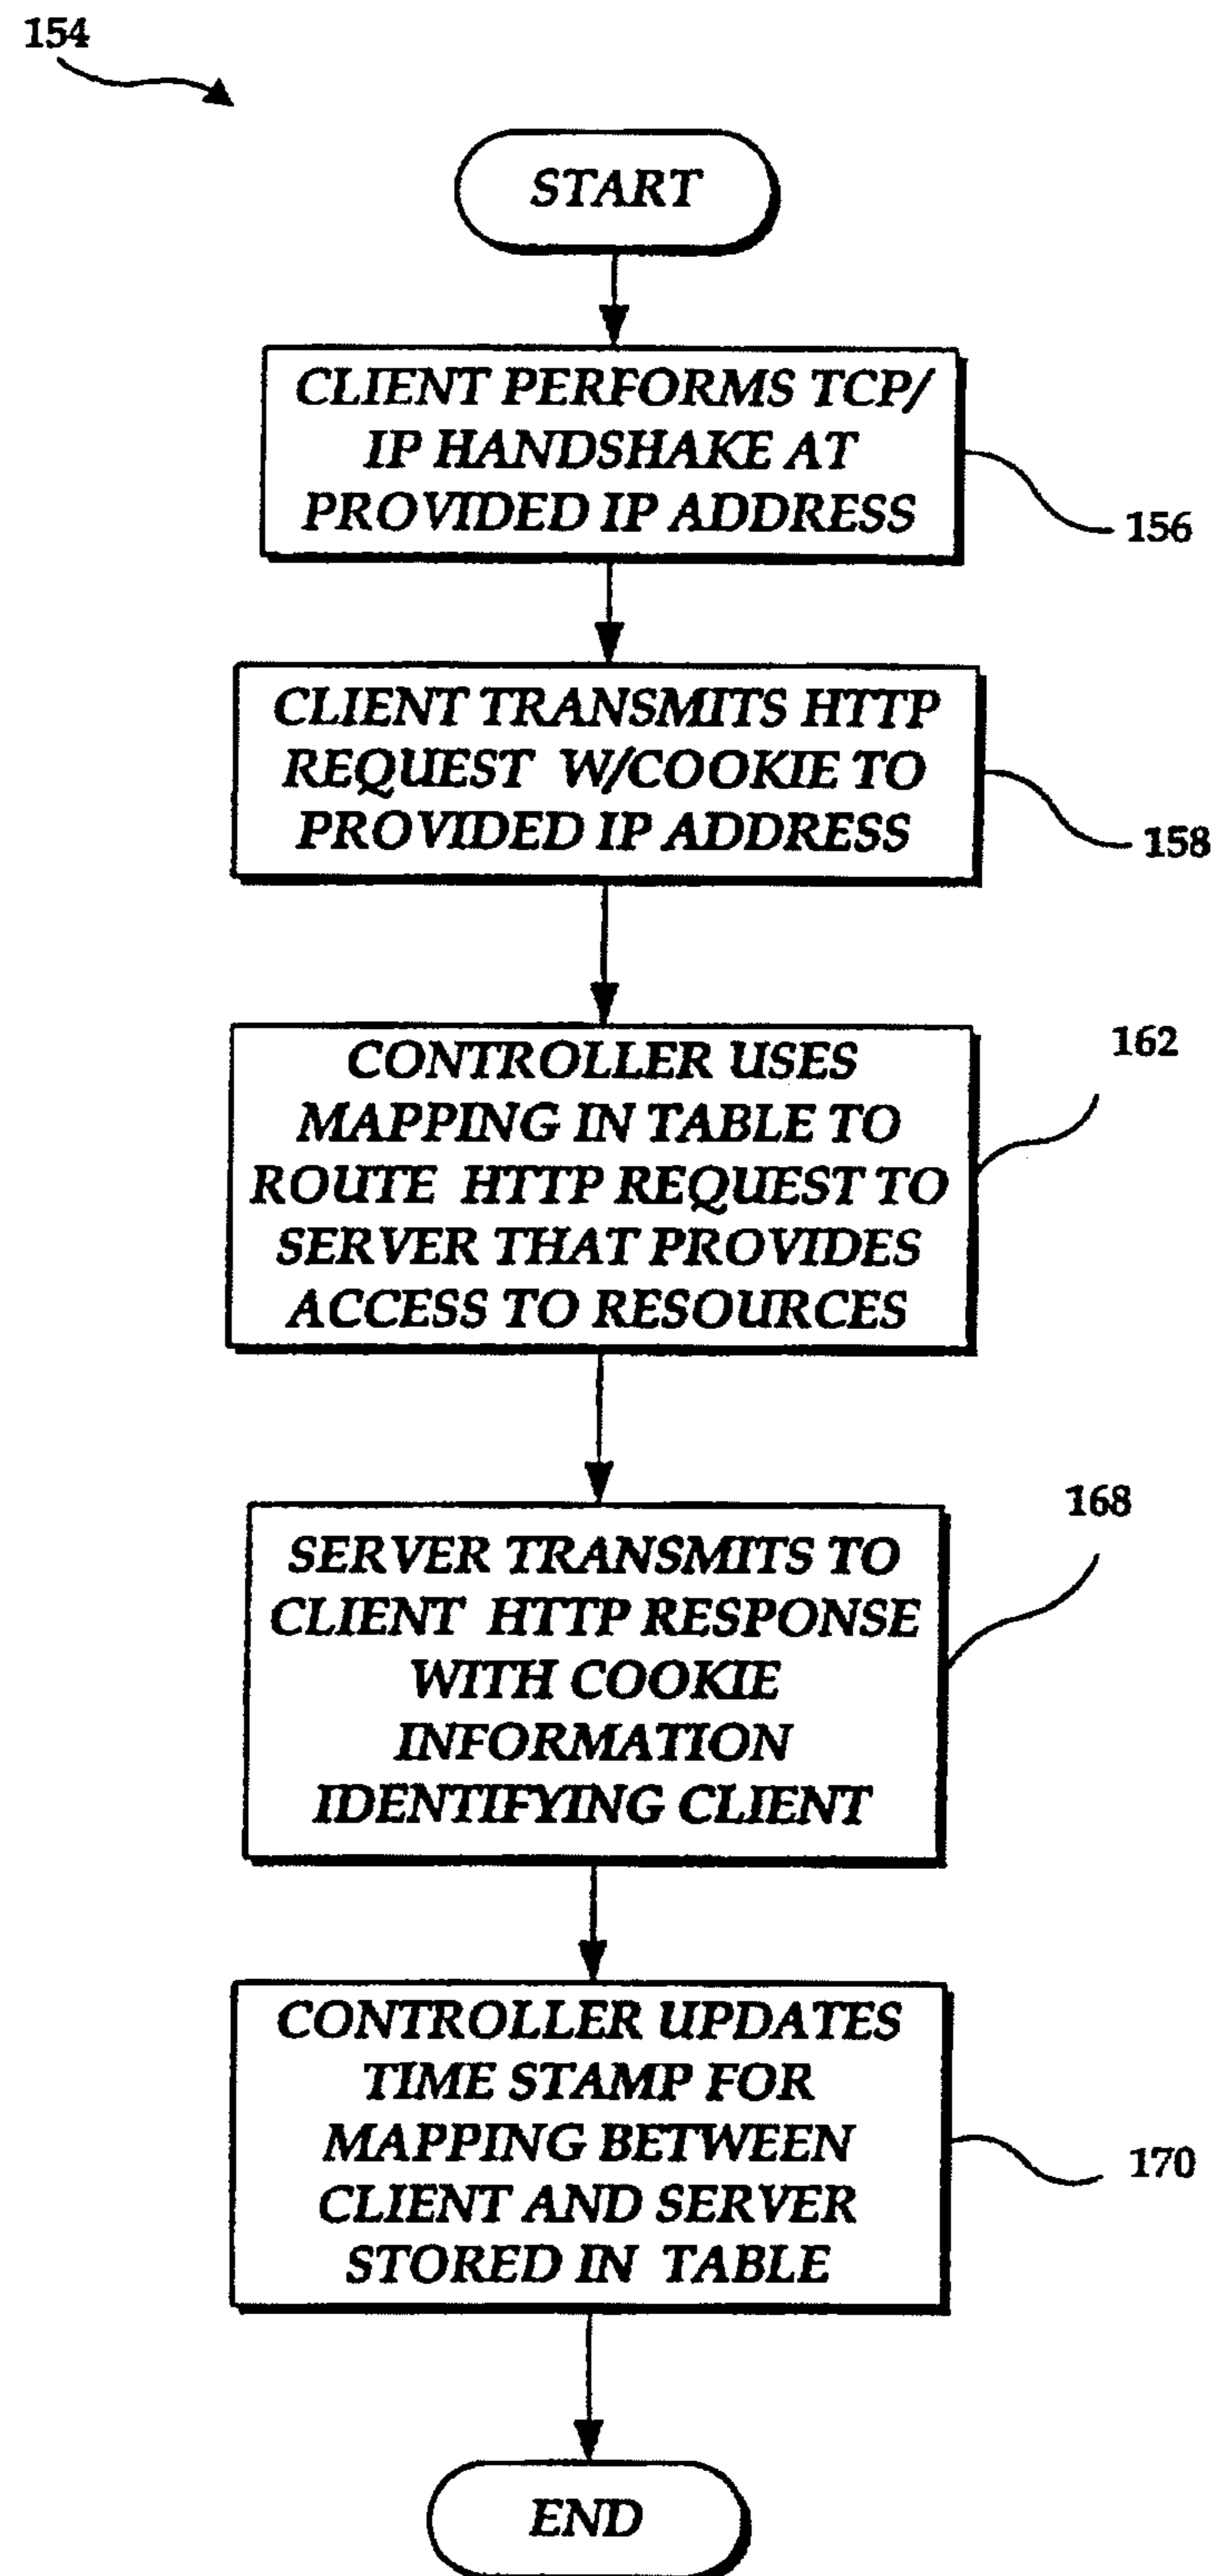 154
START
CLIENT PERFORMS TCP/
IP HANDSHAKE AT
PROVIDED IP ADDRESS
156
CLIENT TRANSMITS HTTP
REQUEST W/COOKIE TO
PROVIDED IP ADDRESS
158
CONTROLLER USES
MAPPING IN TABLE TO
ROUTE HTTP REQUEST TO
SERVER THAT PROVIDES
ACCESS TO RESOURCES
162
SERVER TRANSMITS TO
CLIENT HTTP RESPONSE
WITH COOKIE
INFORMATION
IDENTIFYING CLIENT
168
CONTROLLER UPDATES
TIME STAMP FOR
MAPPING BETWEEN
CLIENT AND SERVER
STORED IN TABLE
170
END